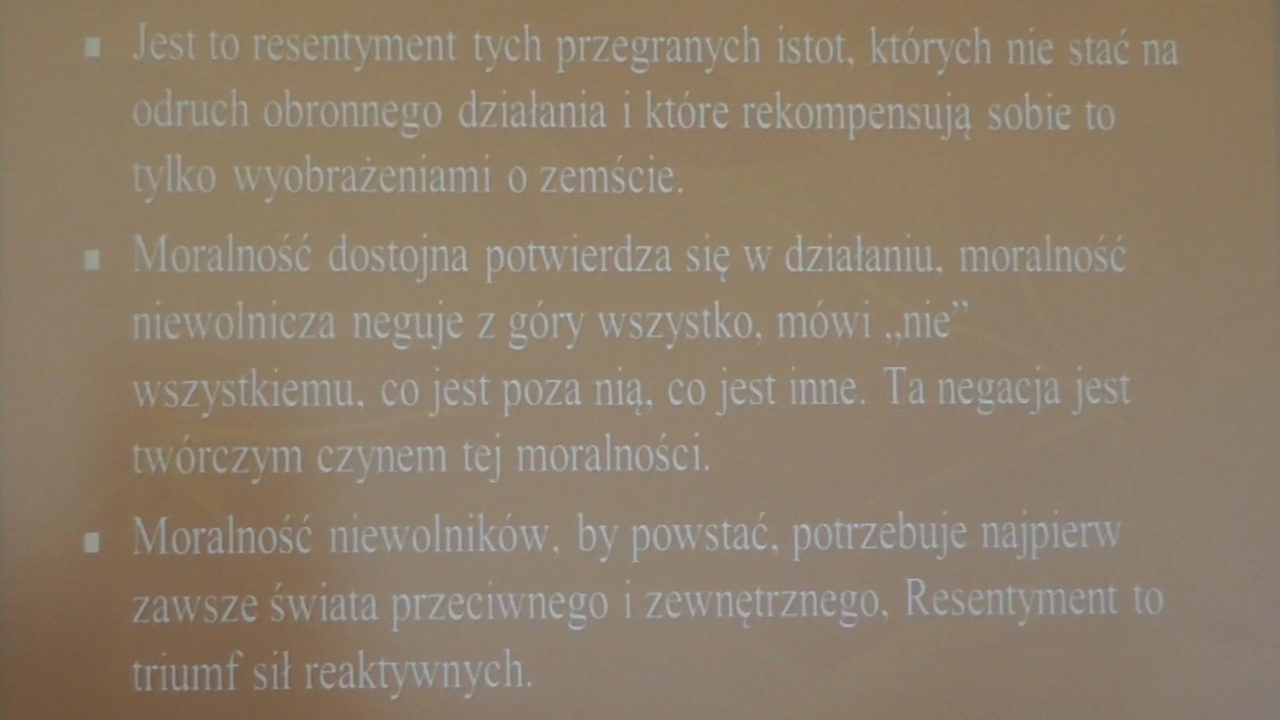 ▪ Jest to resentyment tych przegranych istot, których nie stać na
odruch obronnego działania i które rekompensują sobie to
tylko wyobrażeniami o zemście.
▪ Moralność dostojna potwierdza się w działaniu, moralność
niewolnicza neguje z góry wszystko, mówi „nie”
wszystkiemu, co jest poza nią, co jest inne. Ta negacja jest
twórczym czynem tej moralności.
▪ Moralność niewolników, by powstać, potrzebuje najpierw
zawsze świata przeciwnego i zewnętrznego, Resentyment to
triumf sił reaktywnych.